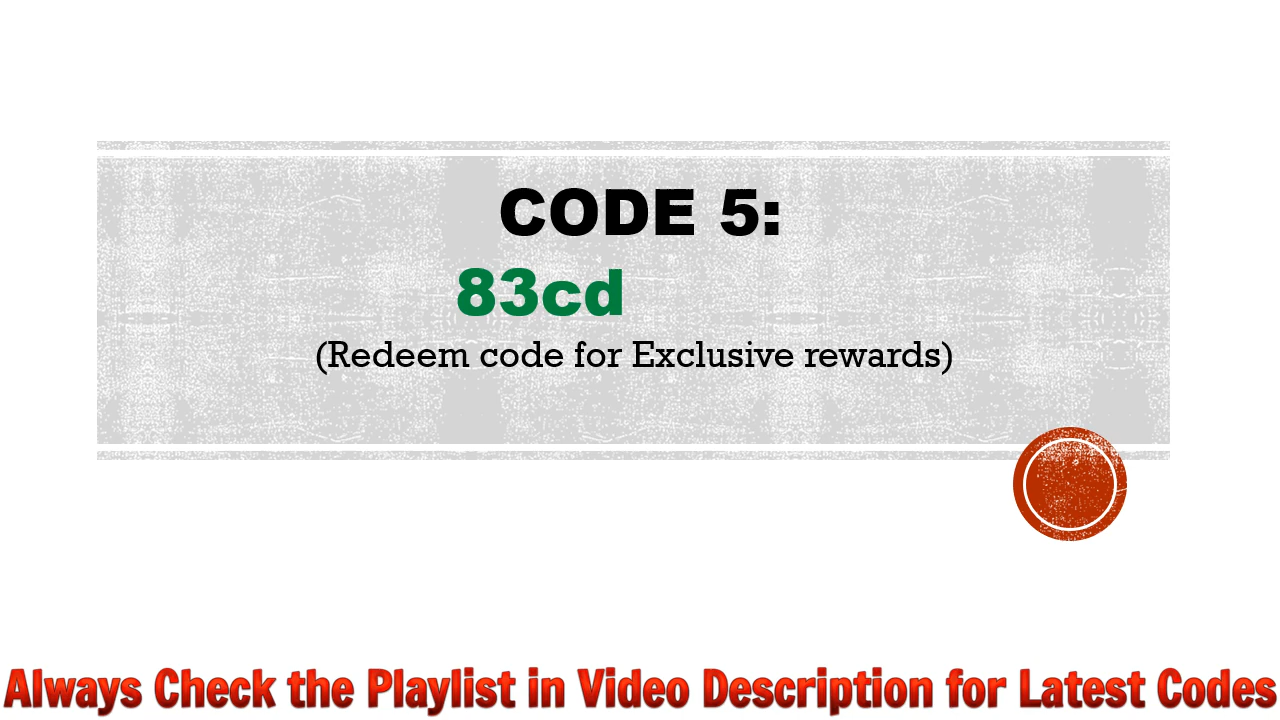 CODE 5:
83cd
(Redeem code for Exclusive rewards)
Always Check the Playlist in Video Description for Latest Codes